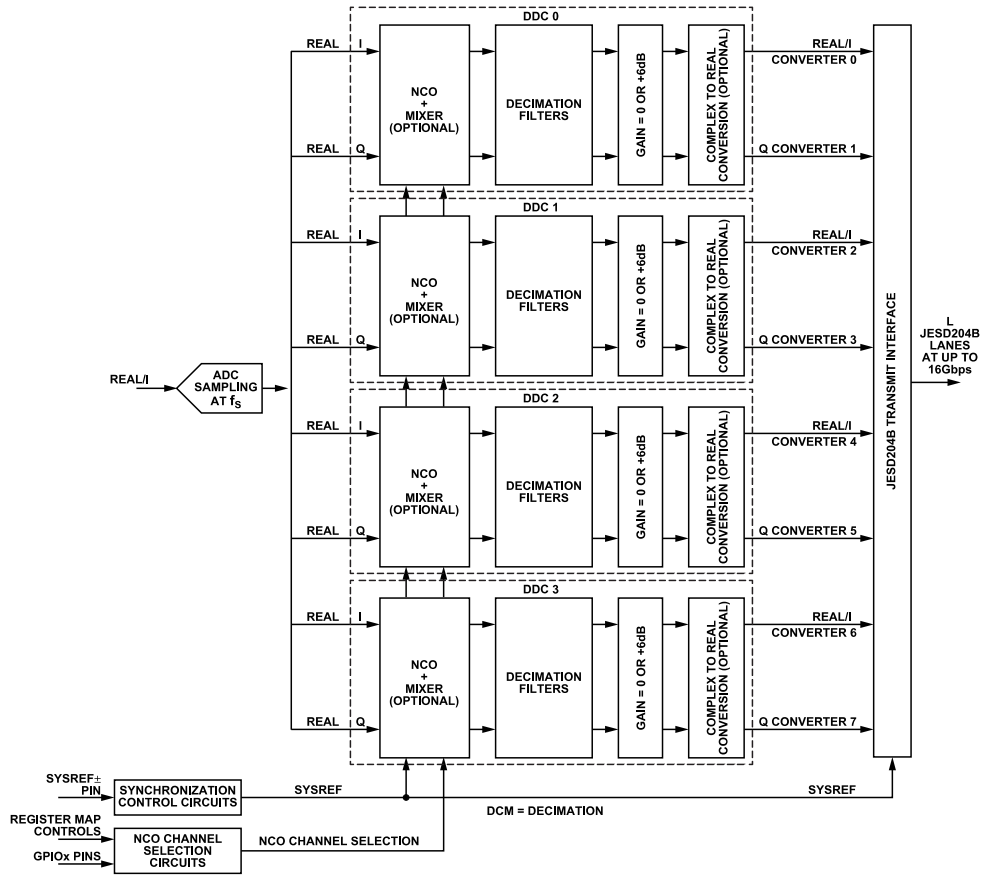 DDC 0
REAL I
REAL Q
NCO
+
MIXER
(OPTIONAL)
DECIMATION
FILTERS
GAIN = 0 OR +6dB
COMPLEX TO REAL
CONVERSION (OPTIONAL)
REAL/I
CONVERTER 0
Q CONVERTER 1
DDC 1
REAL I
REAL Q
NCO
+
MIXER
(OPTIONAL)
DECIMATION
FILTERS
GAIN = 0 OR +6dB
COMPLEX TO REAL
CONVERSION (OPTIONAL)
REAL/I
CONVERTER 2
Q CONVERTER 3
REAL/I
ADC
SAMPLING
AT fS
DDC 2
REAL I
REAL Q
NCO
+
MIXER
(OPTIONAL)
DECIMATION
FILTERS
GAIN = 0 OR +6dB
COMPLEX TO REAL
CONVERSION (OPTIONAL)
REAL/I
CONVERTER 4
Q CONVERTER 5
DDC 3
REAL I
REAL Q
NCO
+
MIXER
(OPTIONAL)
DECIMATION
FILTERS
GAIN = 0 OR +6dB
COMPLEX TO REAL
CONVERSION (OPTIONAL)
REAL/I
CONVERTER 6
Q CONVERTER 7
JESD204B TRANSMIT INTERFACE
L
JESD204B
LANES
AT UP TO
16Gbps
SYSREF±
PIN
SYNCHRONIZATION
CONTROL CIRCUITS
SYSREF
SYSREF
DCM = DECIMATION
REGISTER MAP
CONTROLS
GPIOx PINS
NCO CHANNEL
SELECTION
CIRCUITS
NCO CHANNEL SELECTION